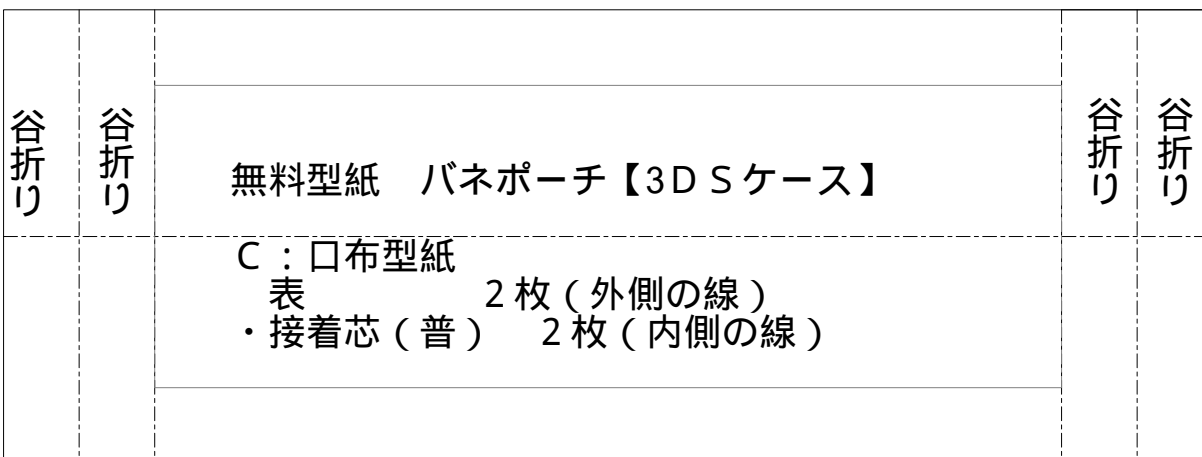 谷折り
谷折り
無料型紙　バネポーチ【3ＤＳケース】
Ｃ：口布型紙
表　　　　　２枚（外側の線）
・接着芯（普）　２枚（内側の線）
谷折り
谷折り